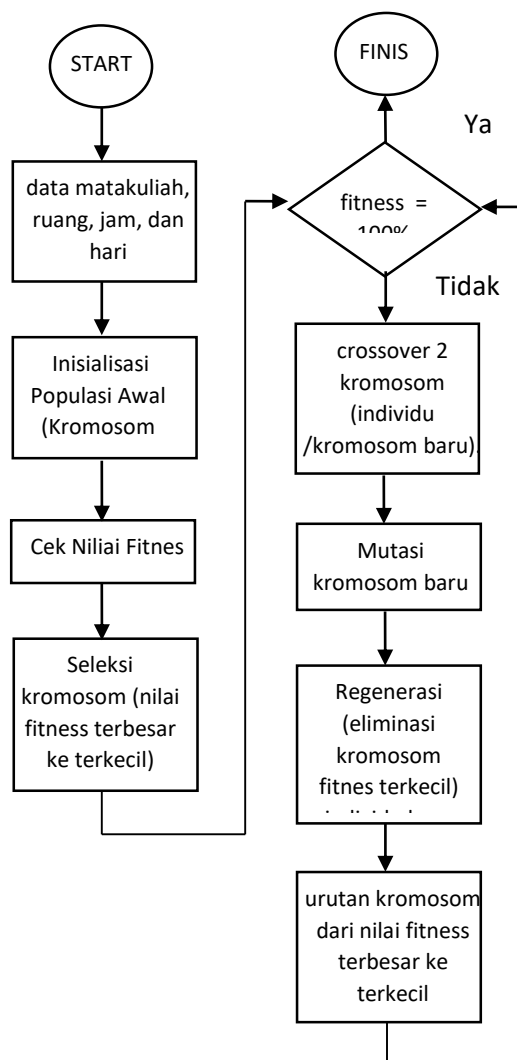 START
data matakuliah,
ruang, jam, dan
hari
Inisialisasi
Populasi Awal
(Kromosom
Cek Niliai Fitnes
Seleksi
kromosom (nilai
fitness terbesar
ke terkecil)
FINIS
Ya
fitness =
100%
Tidak
crossover 2
kromosom
(individu
/kromosom baru).
Mutasi
kromosom baru
Regenerasi
(eliminasi
kromosom
fitnes terkecil)
urutan kromosom
dari nilai fitness
terbesar ke
terkecil